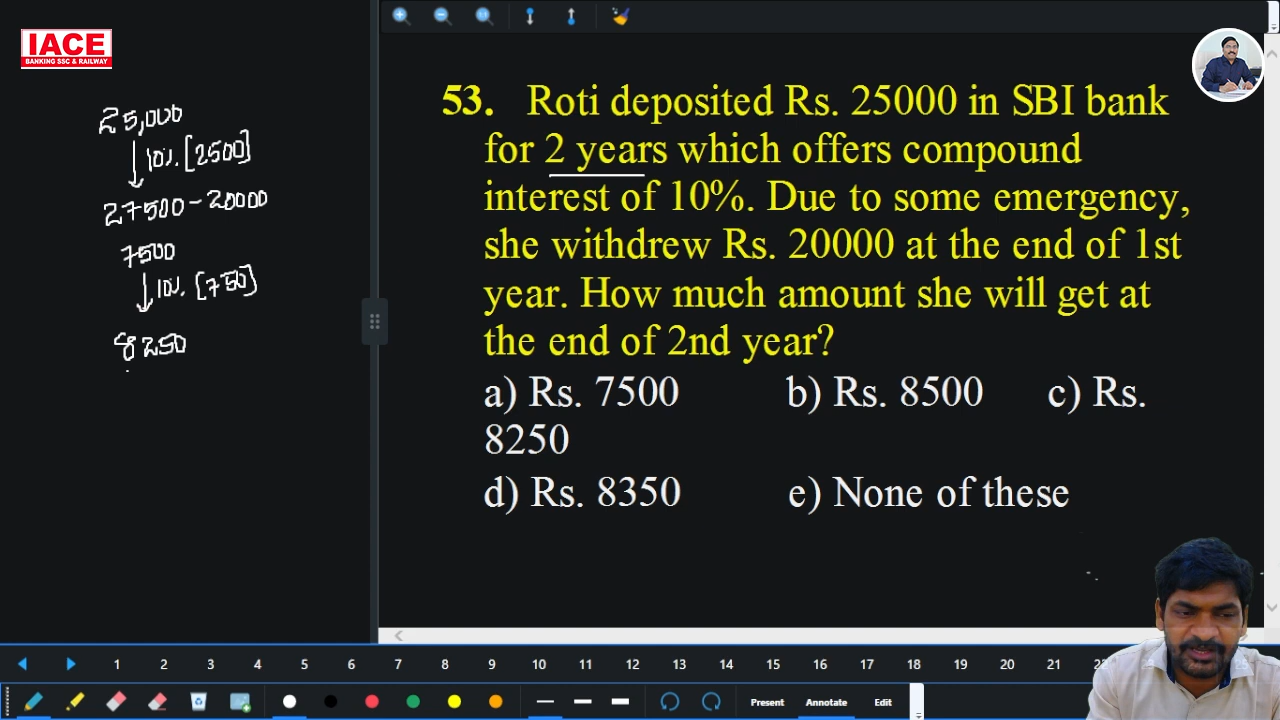 IACE
BANKING SSC & RAILWAY
25,000
10%. [2500]
27500 - 20000
7500
10%. [750]
8250
53. Roti deposited Rs. 25000 in SBI bank
for 2 years which offers compound
interest of 10%. Due to some emergency,
she withdrew Rs. 20000 at the end of 1st
year. How much amount she will get at
the end of 2nd year?
a) Rs. 7500 b) Rs. 8500 c) Rs.
8250
d) Rs. 8350 e) None of these
1 2 3 4 5 6 7 8 9 10 11 12 13 14 15 16 17 18 19 20 21
Present Annotate Edit